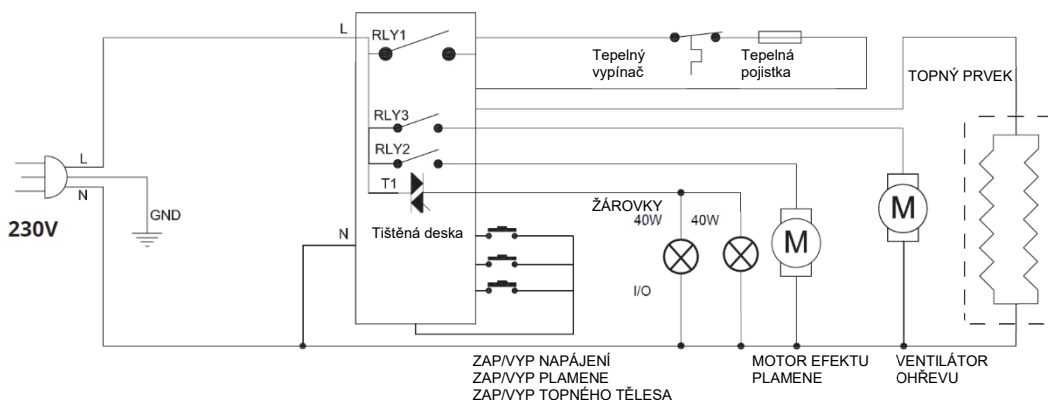 L
RLY1
Tepelný
vypínač
Tepelná
pojistka
TOPNÝ PRVEK
RLY3
RLY2
T1
L
N
GND
230V
N
Tištěná deska
ŽÁROVKY
40W
40W
M
M
I/O
ZAP/VYP NAPÁJENÍ
ZAP/VYP PLAMENE
ZAP/VYP TOPNÉHO TĚLESA
MOTOR EFEKTU
PLAMENE
VENTILÁTOR
OHŘEVU